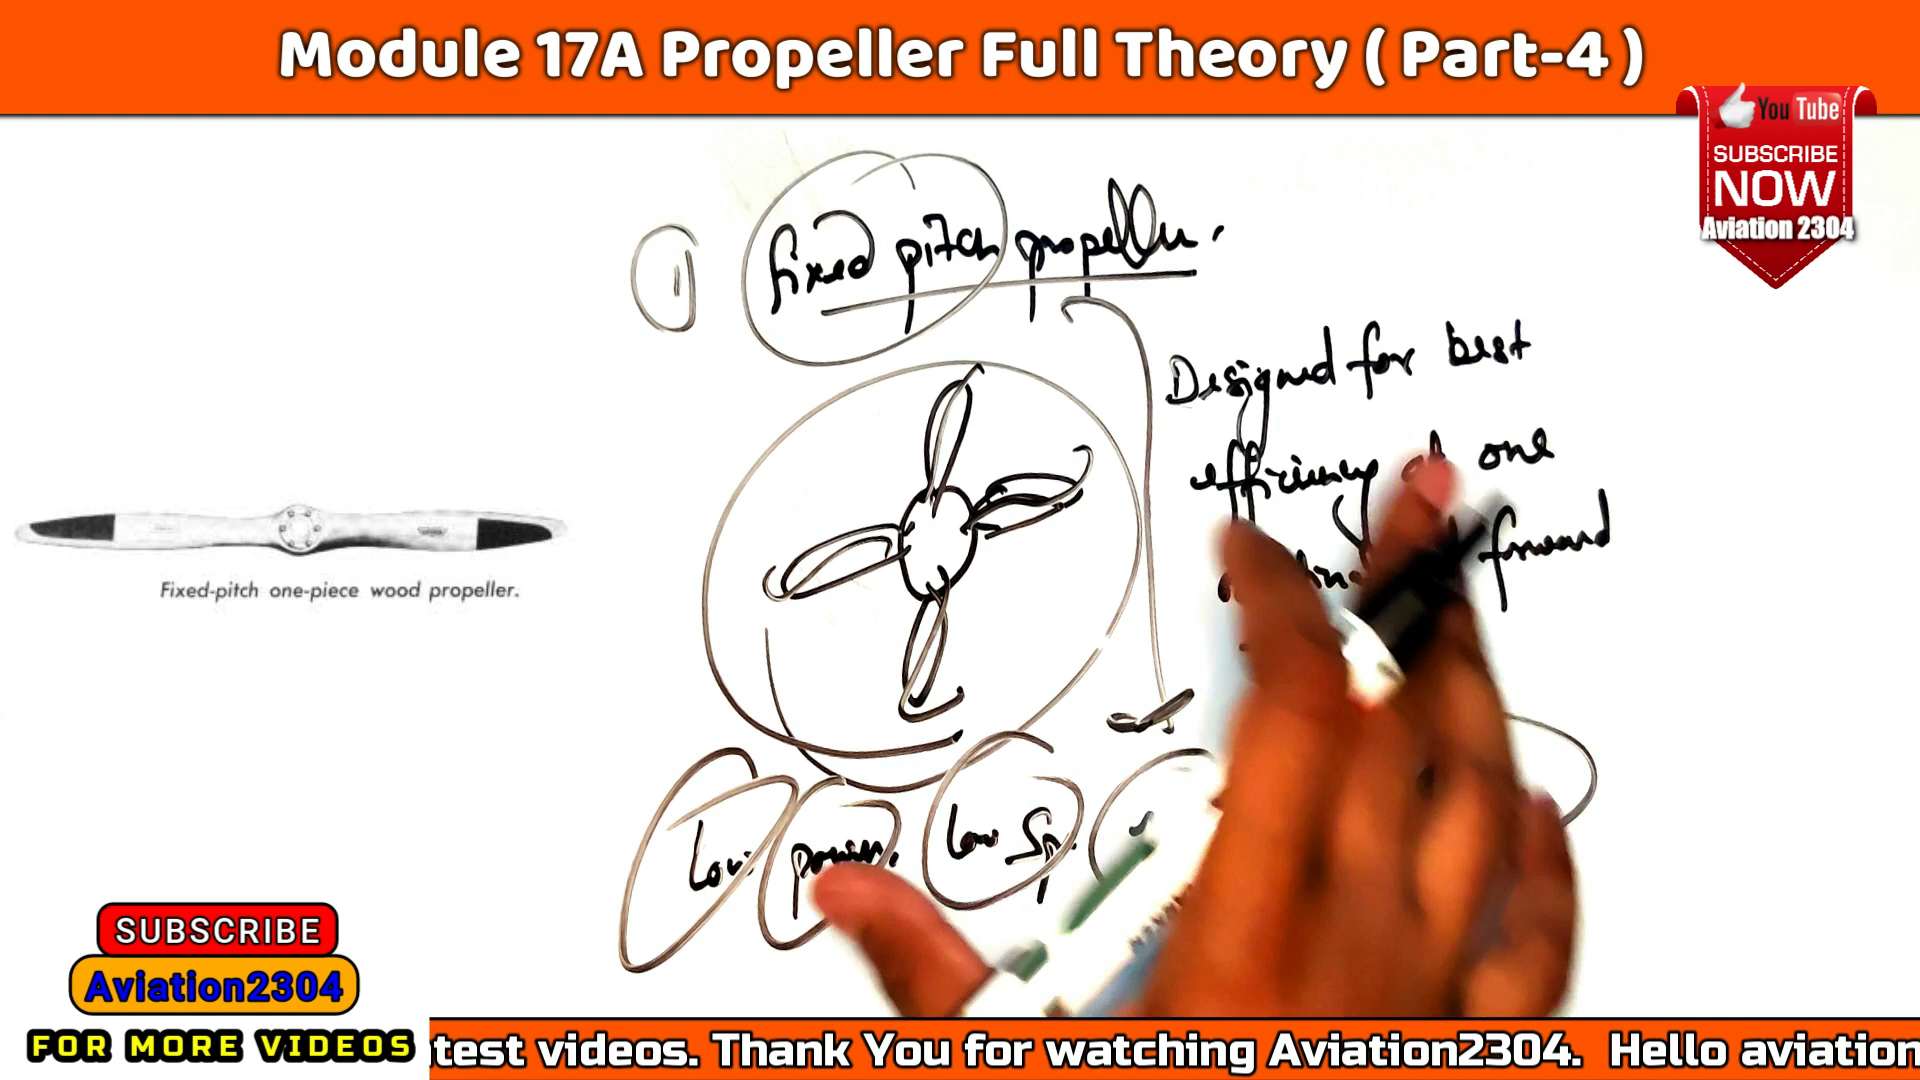 Module 17A Propeller Full Theory ( Part-4 )
You Tube
SUBSCRIBE
NOW
Aviation 2304
1
fixed pitch propeller.
Designed for best
efficiency at one
forward
Fixed-pitch one-piece wood propeller.
low power. low Sp.
SUBSCRIBE
Aviation2304
FOR MORE VIDEOS
test videos. Thank You for watching Aviation2304. Hello aviation